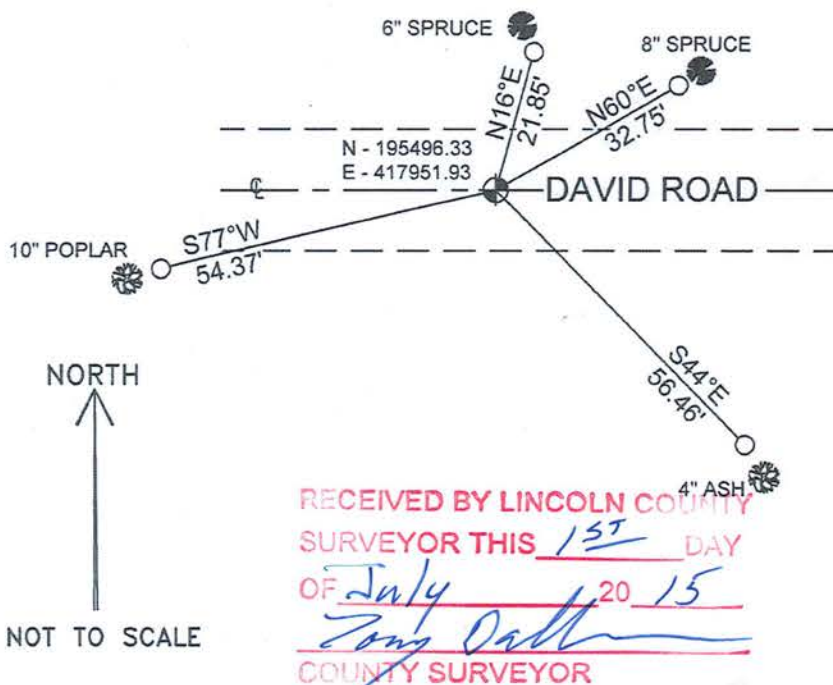 6" SPRUCE
8" SPRUCE
N16°E
21.85'
N60°E
32.75'
N - 195496.33
E - 417951.93
℄
DAVID ROAD
10" POPLAR
S77°W
54.37'
NORTH
S44°E
56.46'
4" ASH
RECEIVED BY LINCOLN COUNTY
SURVEYOR THIS 1ST DAY
OF July 20 15
Tony Dall
COUNTY SURVEYOR
NOT TO SCALE